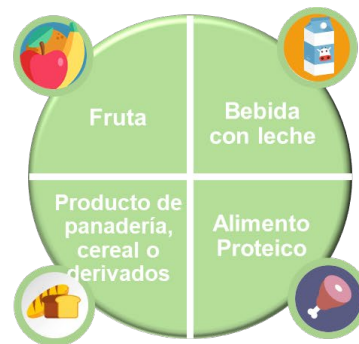 Fruta
Bebida
con leche
Producto de
panadería,
cereal o
derivados
Alimento
Proteico